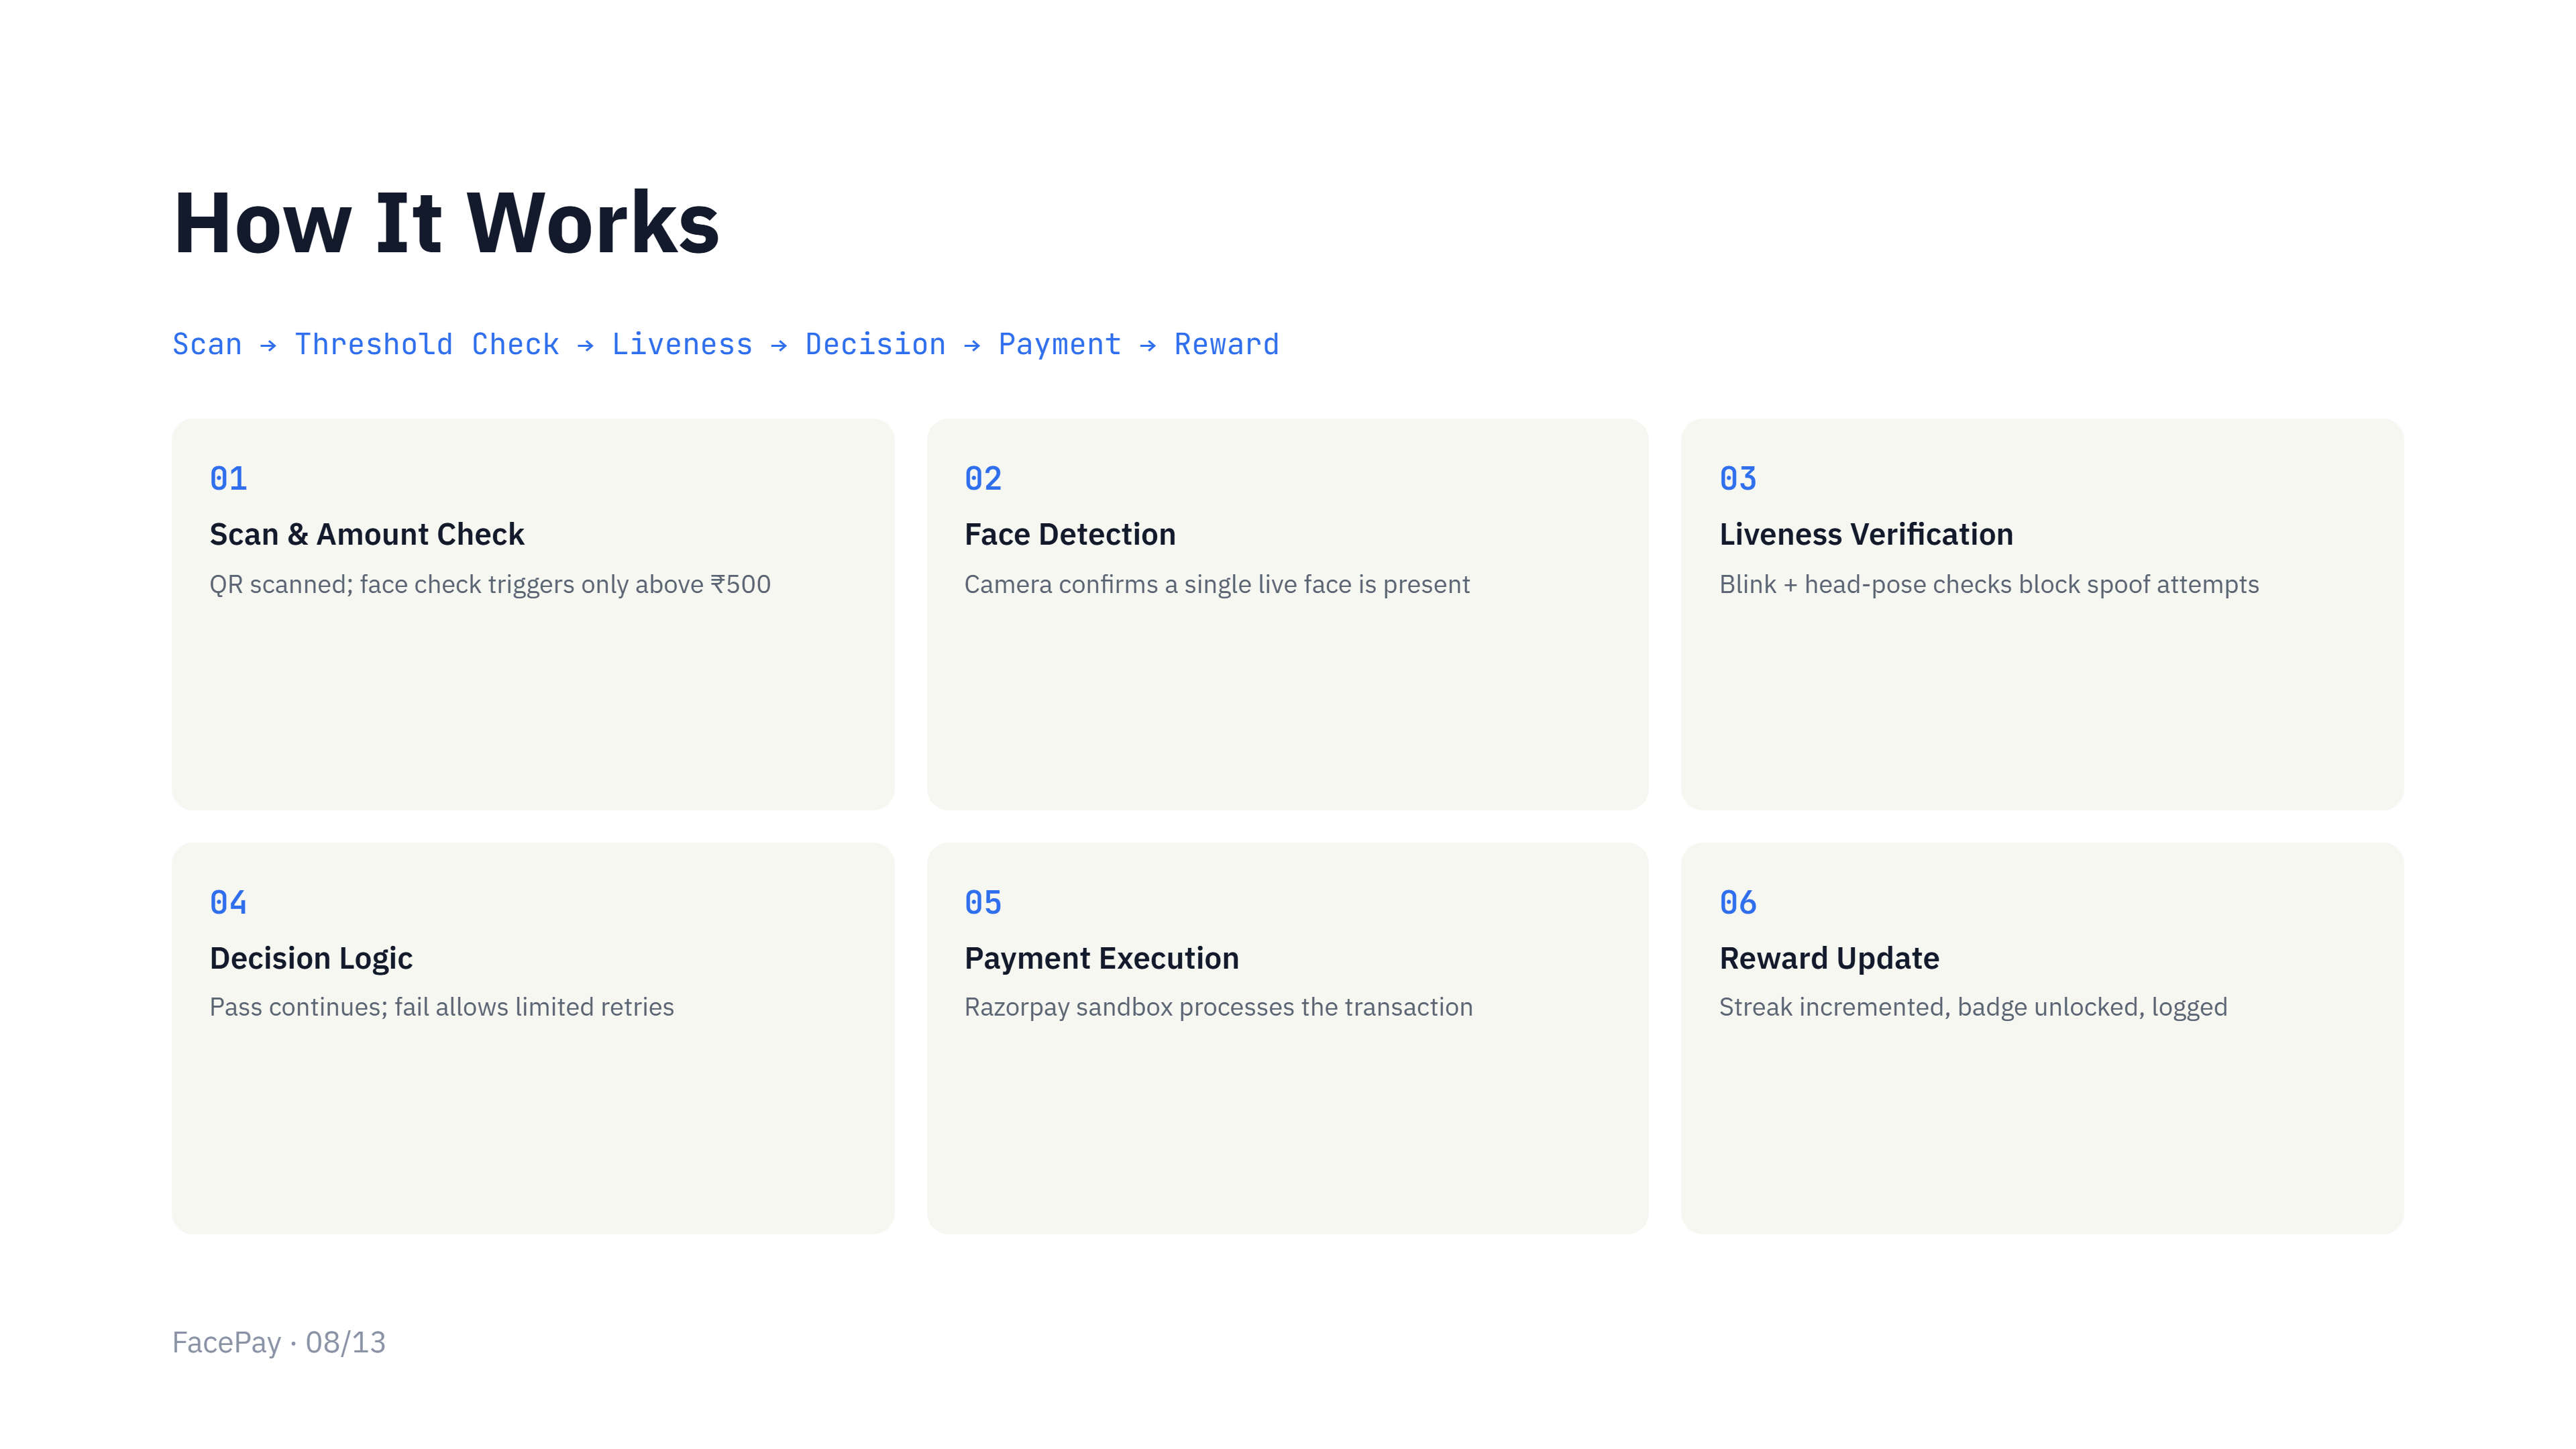 How It Works
Scan → Threshold Check → Liveness → Decision → Payment → Reward
01
Scan & Amount Check
QR scanned; face check triggers only above ₹500
02
Face Detection
Camera confirms a single live face is present
03
Liveness Verification
Blink + head-pose checks block spoof attempts
04
Decision Logic
Pass continues; fail allows limited retries
05
Payment Execution
Razorpay sandbox processes the transaction
06
Reward Update
Streak incremented, badge unlocked, logged
FacePay · 08/13